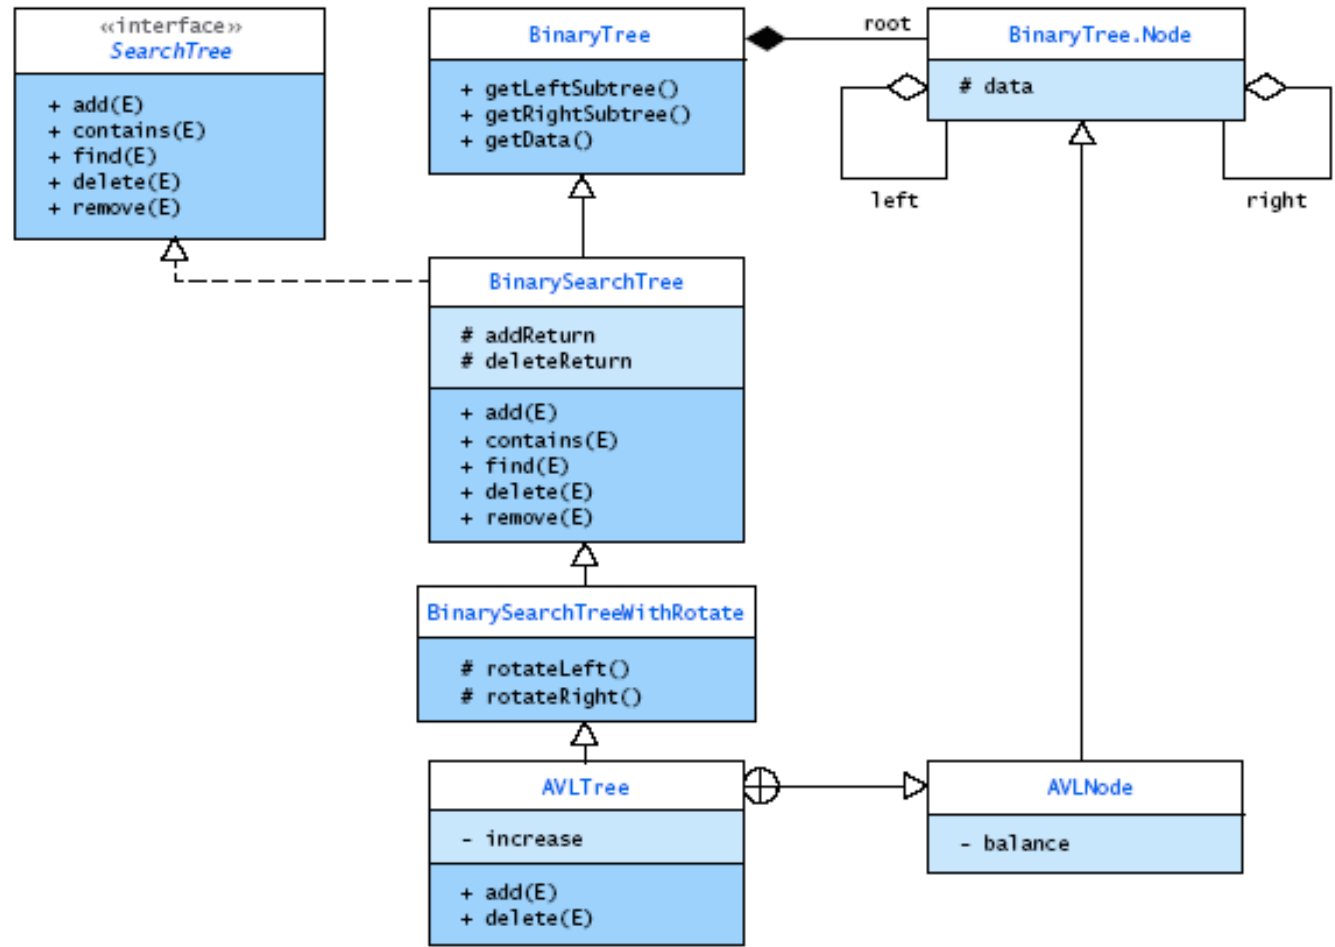 «interface»
SearchTree
+ add(E)
+ contains(E)
+ find(E)
+ delete(E)
+ remove(E)
BinaryTree
+ getLeftSubtree()
+ getRightSubtree()
+ getData()
root
BinaryTree.Node
# data
left
right
BinarySearchTree
# addReturn
# deleteReturn
+ add(E)
+ contains(E)
+ find(E)
+ delete(E)
+ remove(E)
BinarySearchTreeWithRotate
# rotateLeft()
# rotateRight()
AVLTree
- increase
+ add(E)
+ delete(E)
AVLNode
- balance